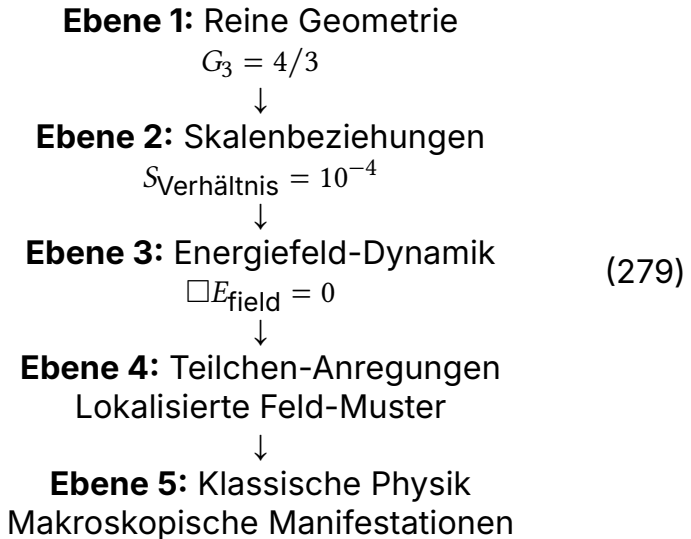 Ebene 1: Reine Geometrie
G₃ = 4/3
↓
Ebene 2: Skalenbeziehungen
S_Verhältnis = 10⁻⁴
↓
Ebene 3: Energiefeld-Dynamik
□E_field = 0
(279)
↓
Ebene 4: Teilchen-Anregungen
Lokalisierte Feld-Muster
↓
Ebene 5: Klassische Physik
Makroskopische Manifestationen